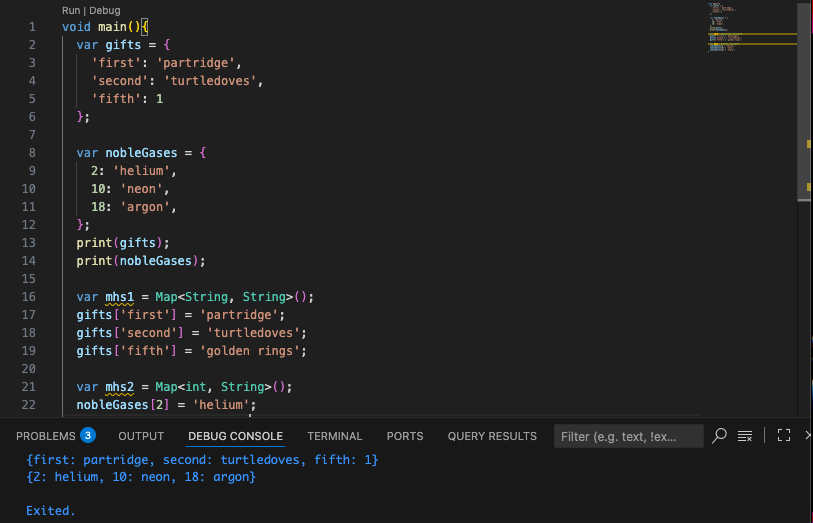 Run | Debug
1 void main(){
2 var gifts = {
3 'first': 'partridge',
4 'second': 'turtledoves',
5 'fifth': 1
6 };
7
8 var nobleGases = {
9 2: 'helium',
10 10: 'neon',
11 18: 'argon',
12 };
13 print(gifts);
14 print(nobleGases);
15
16 var mhs1 = Map<String, String>();
17 gifts['first'] = 'partridge';
18 gifts['second'] = 'turtledoves';
19 gifts['fifth'] = 'golden rings';
20
21 var mhs2 = Map<int, String>();
22 nobleGases[2] = 'helium';
PROBLEMS 3 OUTPUT DEBUG CONSOLE TERMINAL PORTS QUERY RESULTS Filter (e.g. text, !ex...
{first: partridge, second: turtledoves, fifth: 1}
{2: helium, 10: neon, 18: argon}
Exited.